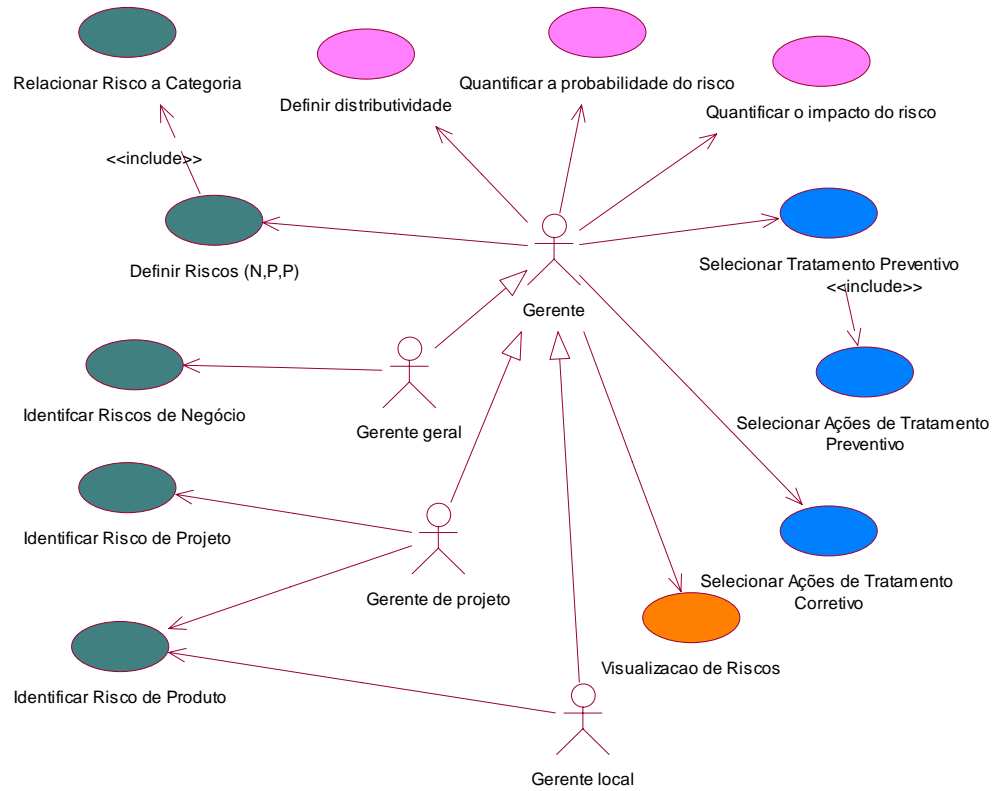 Relacionar Risco a Categoria
Definir distributividade
Quantificar a probabilidade do risco
Quantificar o impacto do risco
<<include>>
Definir Riscos (N,P,P)
Selecionar Tratamento Preventivo
<<include>>
Gerente
Identifcar Riscos de Negócio
Gerente geral
Selecionar Ações de Tratamento
Preventivo
Identificar Risco de Projeto
Gerente de projeto
Selecionar Ações de Tratamento
Corretivo
Identificar Risco de Produto
Visualizacao de Riscos
Gerente local